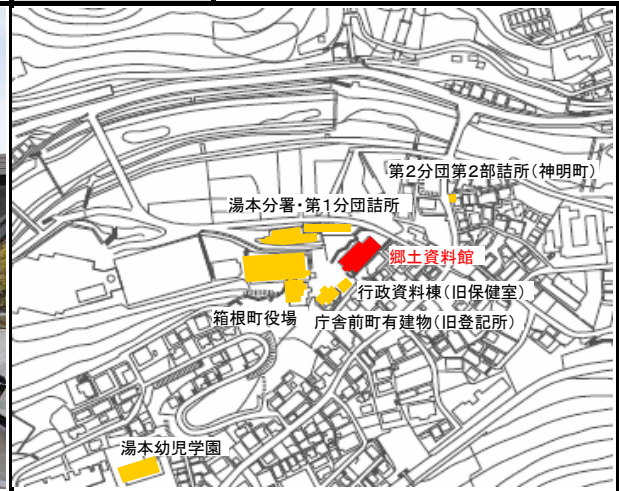 第2分団第2部詰所(神明町)
湯本分署・第1分団詰所
郷土資料館
行政資料棟(旧保健室)
箱根町役場
庁舎前町有建物(旧登記所)
湯本幼児学園